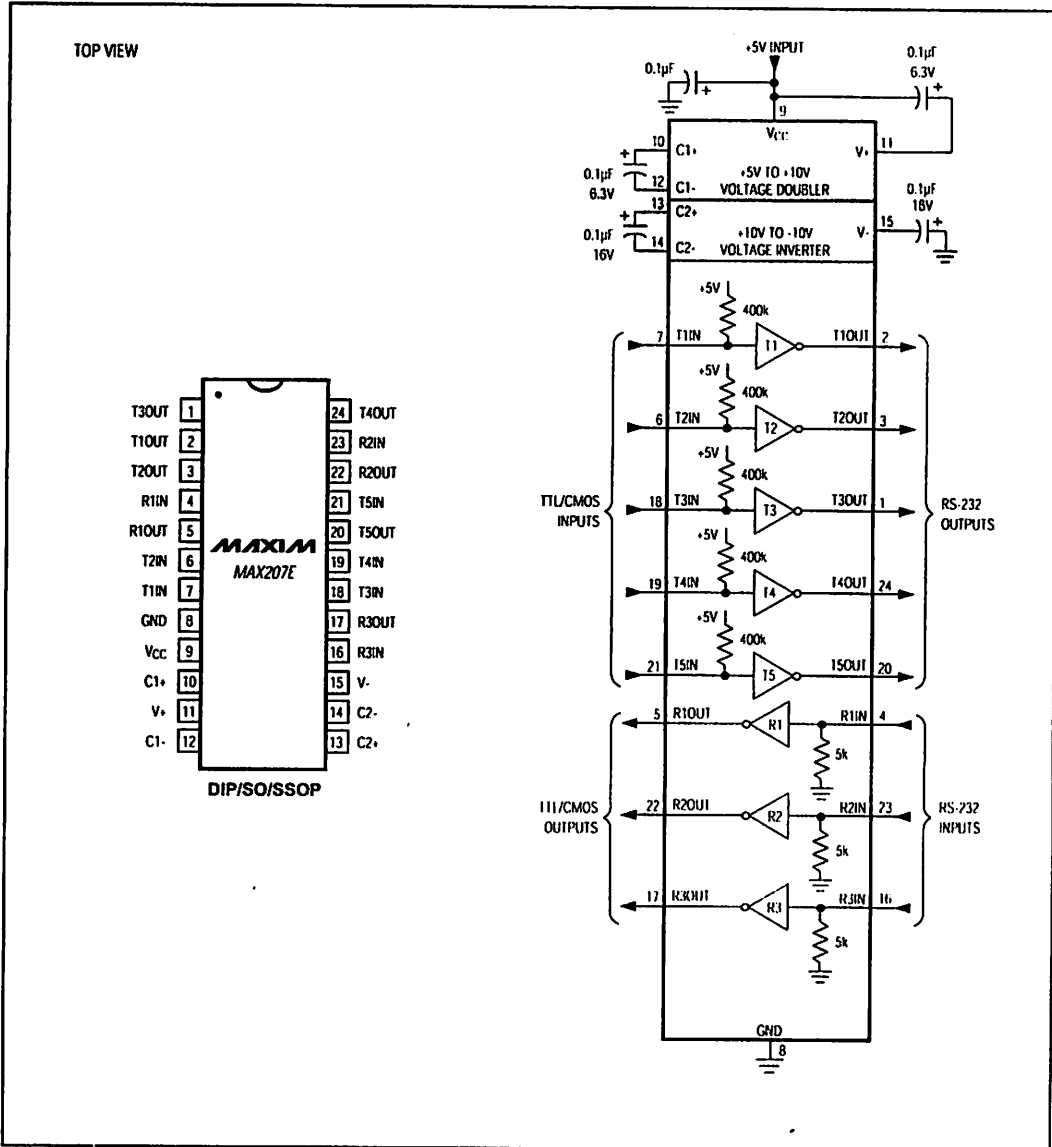 TOP VIEW
T3OUT 1
T1OUT 2
T2OUT 3
R1IN 4
R1OUT 5
T2IN 6
T1IN 7
GND 8
VCC 9
C1+ 10
V+ 11
C1- 12
24 T4OUT
23 R2IN
22 R2OUT
21 T5IN
20 T5OUT
19 T4IN
18 T3IN
17 R3OUT
16 R3IN
15 V-
14 C2-
13 C2+
MAXIM
MAX207E
DIP/SO/SSOP
+5V INPUT
0.1µF
+
0.1µF
6.3V
+
9
VCC
10 C1+
+
0.1µF
6.3V
12 C1-
+5V TO +10V
VOLTAGE DOUBLER
V+ 11
13 C2+
+
0.1µF
16V
14 C2-
+10V TO -10V
VOLTAGE INVERTER
V- 15
0.1µF
16V
+
+5V
400k
7 T1IN T1 T1OUT 2
+5V
400k
6 T2IN T2 T2OUT 3
+5V
400k
18 T3IN T3 T3OUT 1
+5V
400k
19 T4IN T4 T4OUT 24
+5V
400k
21 T5IN T5 T5OUT 20
TTL/CMOS
INPUTS
RS-232
OUTPUTS
5 R1OUT R1 R1IN 4
5k
22 R2OUT R2 R2IN 23
5k
17 R3OUT R3 R3IN 16
5k
TTL/CMOS
OUTPUTS
RS-232
INPUTS
GND
8